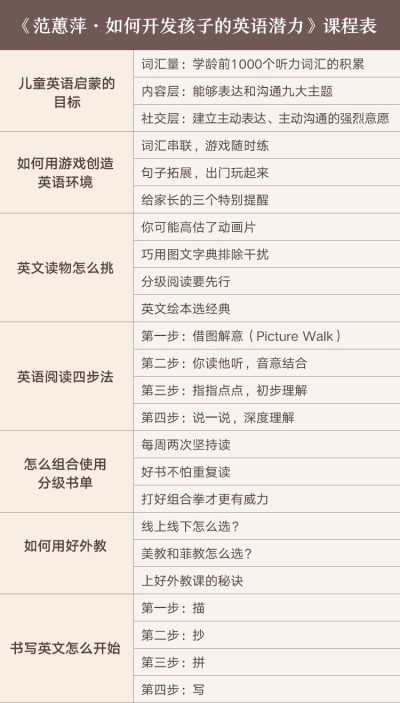 《范蕙萍·如何开发孩子的英语潜力》课程表
儿童英语启蒙的
目标
词汇量：学龄前1000个听力词汇的积累
内容层：能够表达和沟通九大主题
社交层：建立主动表达、主动沟通的强烈意愿
如何用游戏创造
英语环境
词汇串联，游戏随时练
句子拓展，出门玩起来
给家长的三个特别提醒
英文读物怎么挑
你可能高估了动画片
巧用图文字典排除干扰
分级阅读要先行
英文绘本选经典
英语阅读四步法
第一步：借图解意（Picture Walk）
第二步：你读他听，音意结合
第三步：指指点点，初步理解
第四步：说一说，深度理解
怎么组合使用
分级书单
每周两次坚持读
好书不怕重复读
打好组合拳才更有威力
如何用好外教
线上线下怎么选？
美教和菲教怎么选？
上好外教课的秘诀
书写英文怎么开始
第一步：描
第二步：抄
第三步：拼
第四步：写